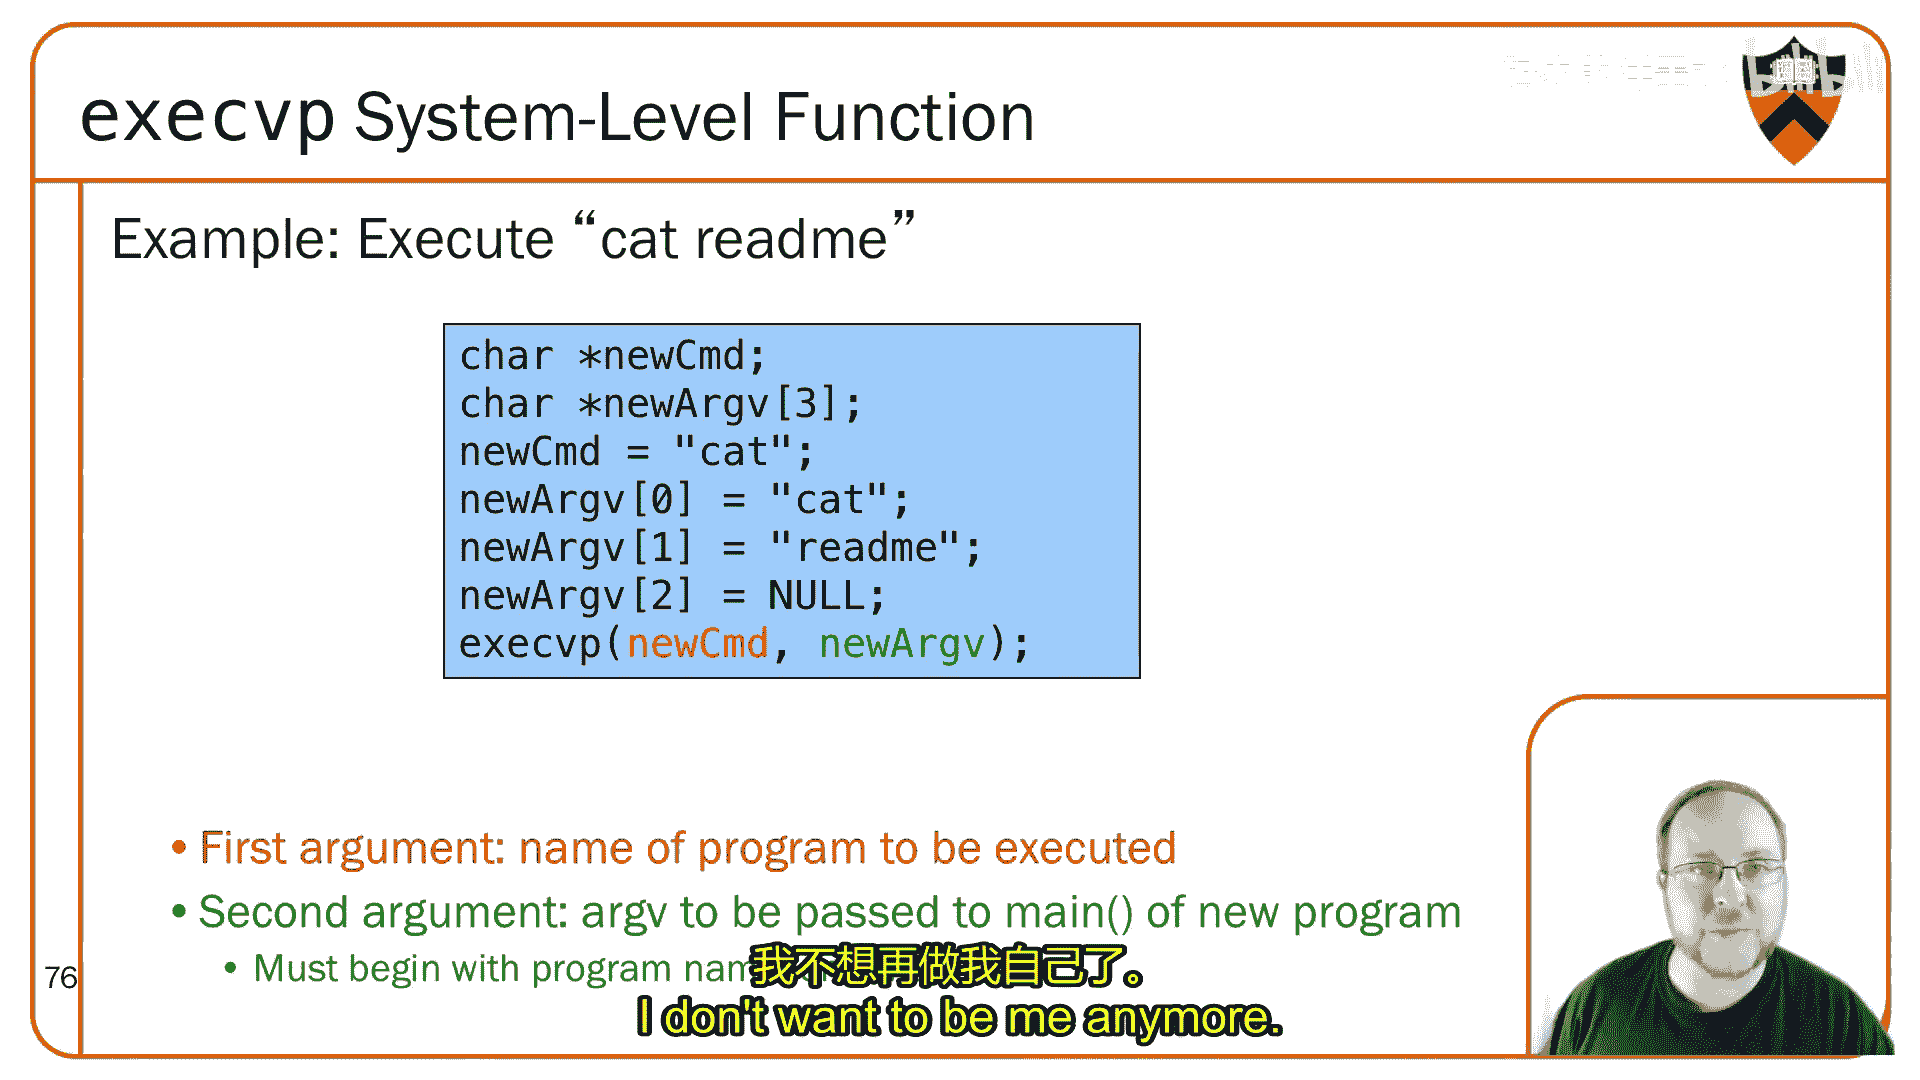 execvp System-Level Function
Example: Execute “cat readme”
char *newCmd;
char *newArgv[3];
newCmd = "cat";
newArgv[0] = "cat";
newArgv[1] = "readme";
newArgv[2] = NULL;
execvp(newCmd, newArgv);
• First argument: name of program to be executed
• Second argument: argv to be passed to main() of new program
• Must begin with program
76
我不想再做我自己了。
I don't want to be me anymore.